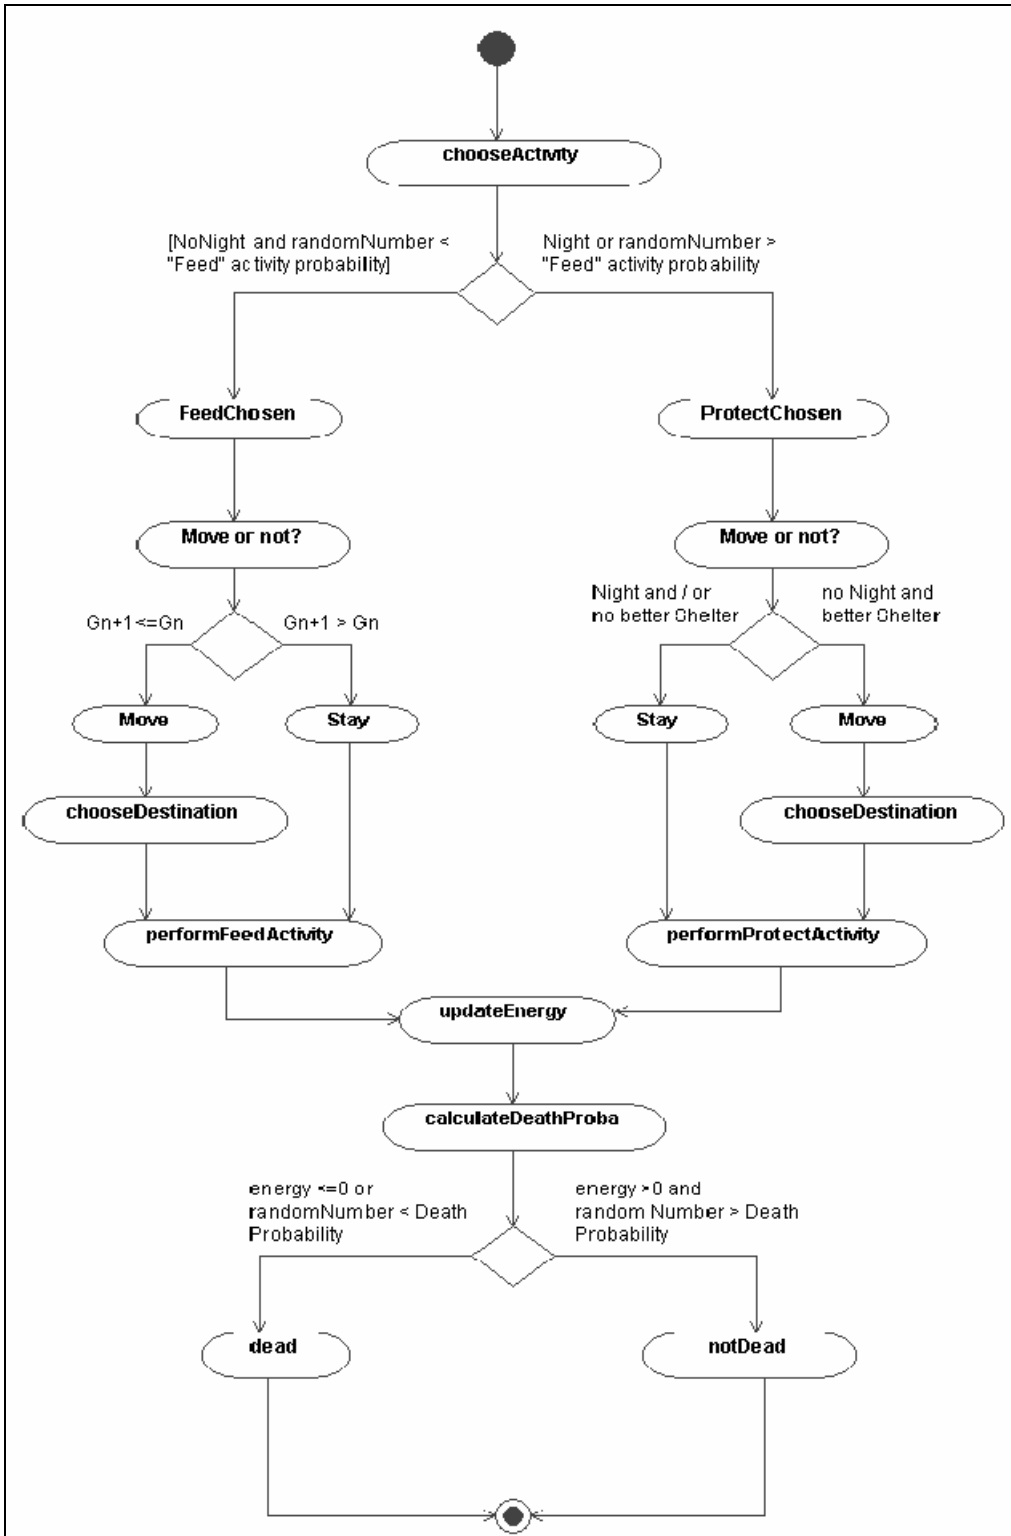 chooseActivity
[NoNight and randomNumber <
"Feed" activity probability]
Night or randomNumber >
"Feed" activity probability
FeedChosen
ProtectChosen
Move or not?
Move or not?
Gn+1<=Gn
Gn+1 > Gn
Night and / or
no better Shelter
no Night and
better Shelter
Move
Stay
Stay
Move
chooseDestination
chooseDestination
performFeedActivity
performProtectActivity
updateEnergy
calculateDeathProba
energy <=0 or
randomNumber < Death
Probability
energy >0 and
random Number > Death
Probability
dead
notDead